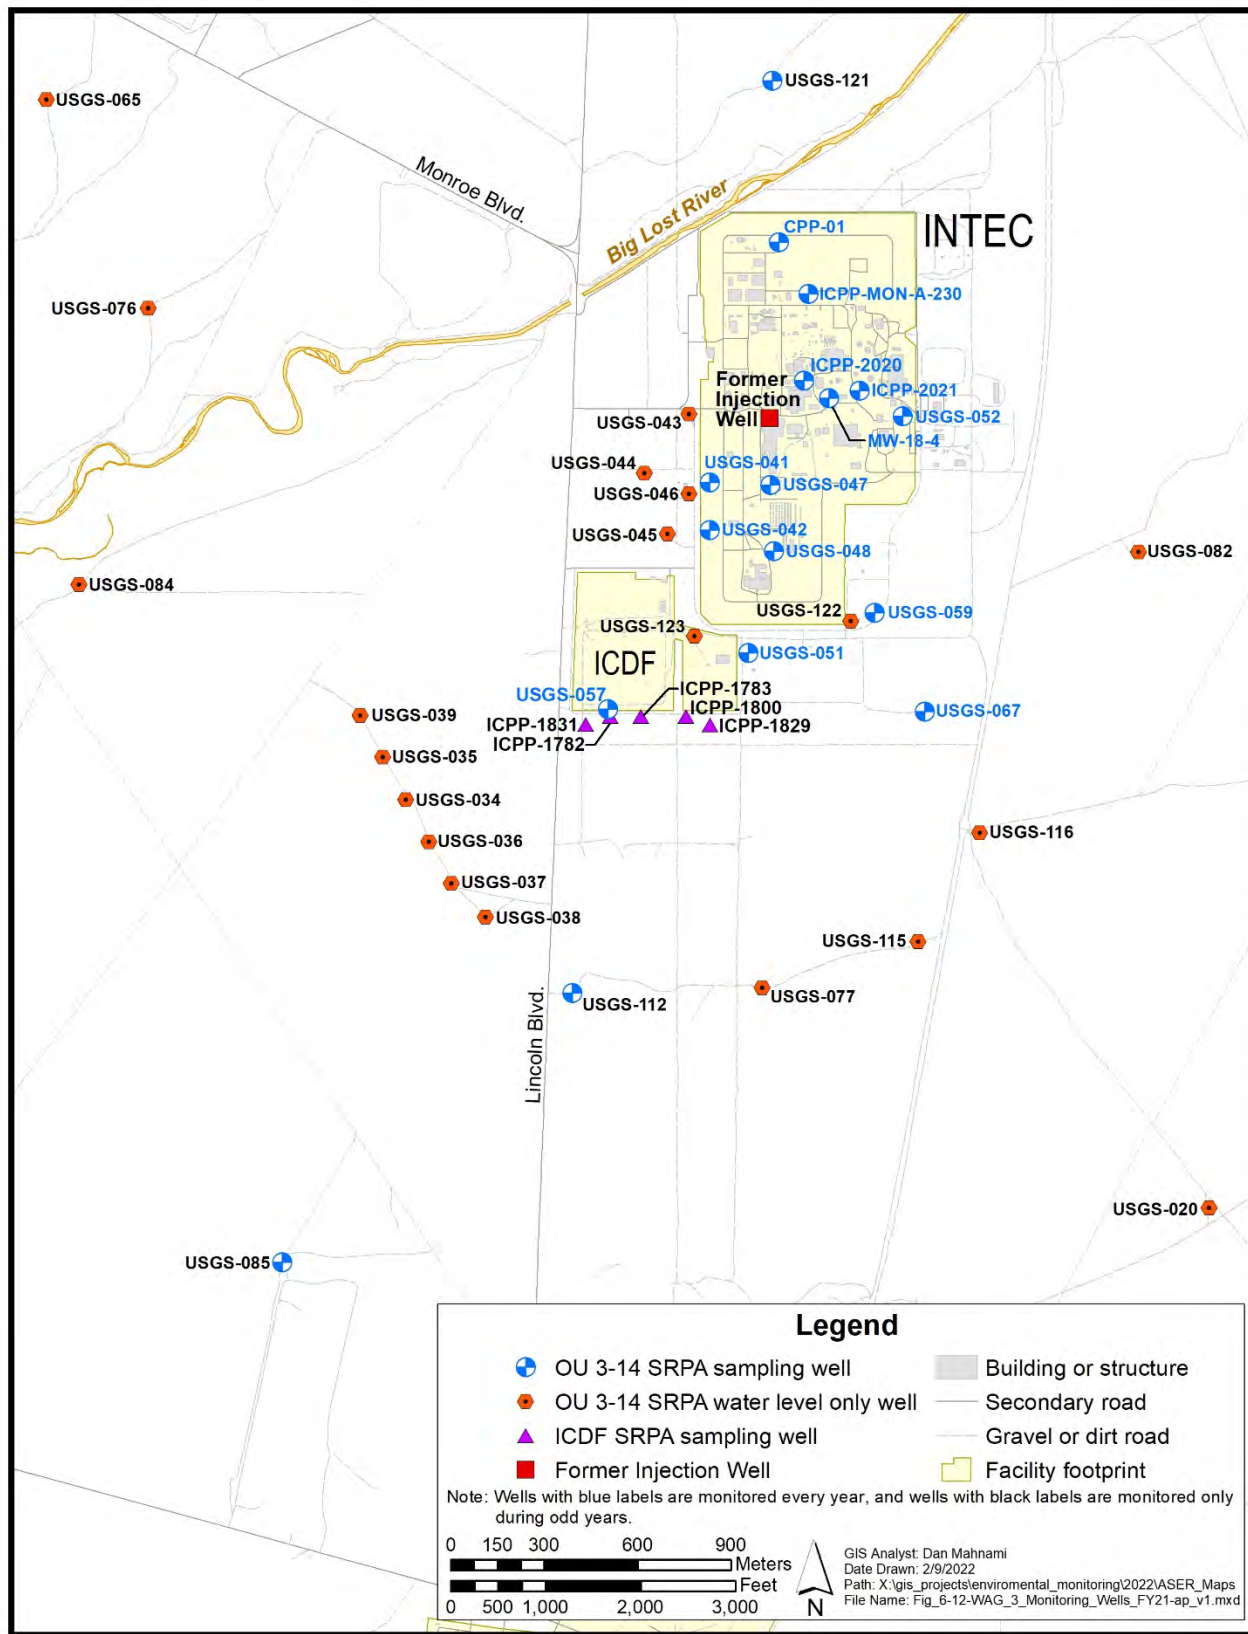 USGS-121
USGS-065
Monroe Blvd.
Big Lost River
INTEC
CPP-01
ICPP-MON-A-230
USGS-076
ICPP-2020
Former
Injection
Well
ICPP-2021
USGS-043
USGS-052
MW-18-4
USGS-044
USGS-041
USGS-047
USGS-046
USGS-045
USGS-042
USGS-048
USGS-082
USGS-084
USGS-122
USGS-059
USGS-123
ICDF
USGS-051
ICPP-1783
USGS-057
ICPP-1800
USGS-067
USGS-039
ICPP-1831
ICPP-1829
ICPP-1782
USGS-035
USGS-034
USGS-116
USGS-036
USGS-037
USGS-038
USGS-115
USGS-077
USGS-112
Lincoln Blvd.
USGS-020
USGS-085
Legend
OU 3-14 SRPA sampling well
OU 3-14 SRPA water level only well
ICDF SRPA sampling well
Former Injection Well
Building or structure
Secondary road
Gravel or dirt road
Facility footprint
Note: Wells with blue labels are monitored every year, and wells with black labels are monitored only
during odd years.
0 150 300 600 900
Meters
Feet
0 500 1,000 2,000 3,000
N
GIS Analyst: Dan Mahnami
Date Drawn: 2/9/2022
Path: X:\gis_projects\enviromental_monitoring\2022\ASER_Maps
File Name: Fig_6-12-WAG_3_Monitoring_Wells_FY21-ap_v1.mxd